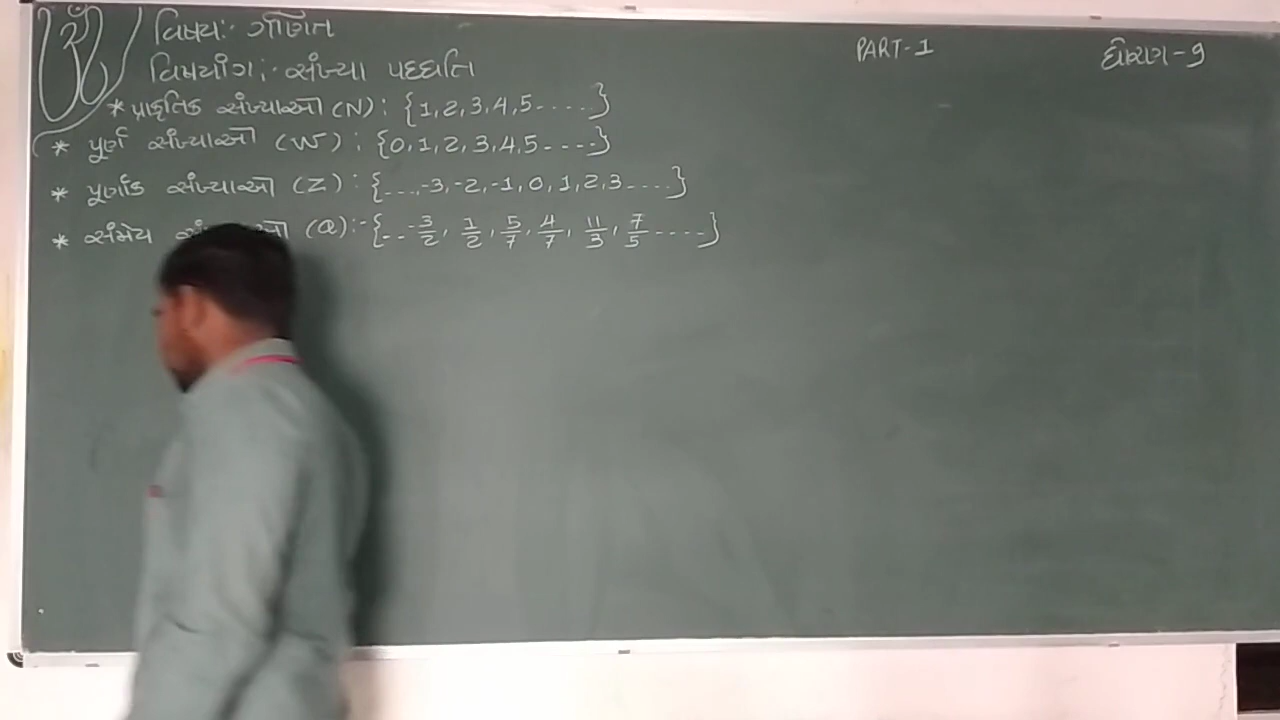 વિષય:- ગણિત
PART-1
ધોરણ-9
વિષયાંગ:- સંખ્યા પદ્ધતિ
* પ્રાકૃતિક સંખ્યાઓ (N): {1,2,3,4,5-----}
* પૂર્ણ સંખ્યાઓ (W): {0,1,2,3,4,5-----}
* પૂર્ણાંક સંખ્યાઓ (Z): {---,-3,-2,-1,0,1,2,3----}
* સંમેય (Q):-{-- -3/2, 1/2, 5/7, 4/7, 11/3, 7/5 ----}